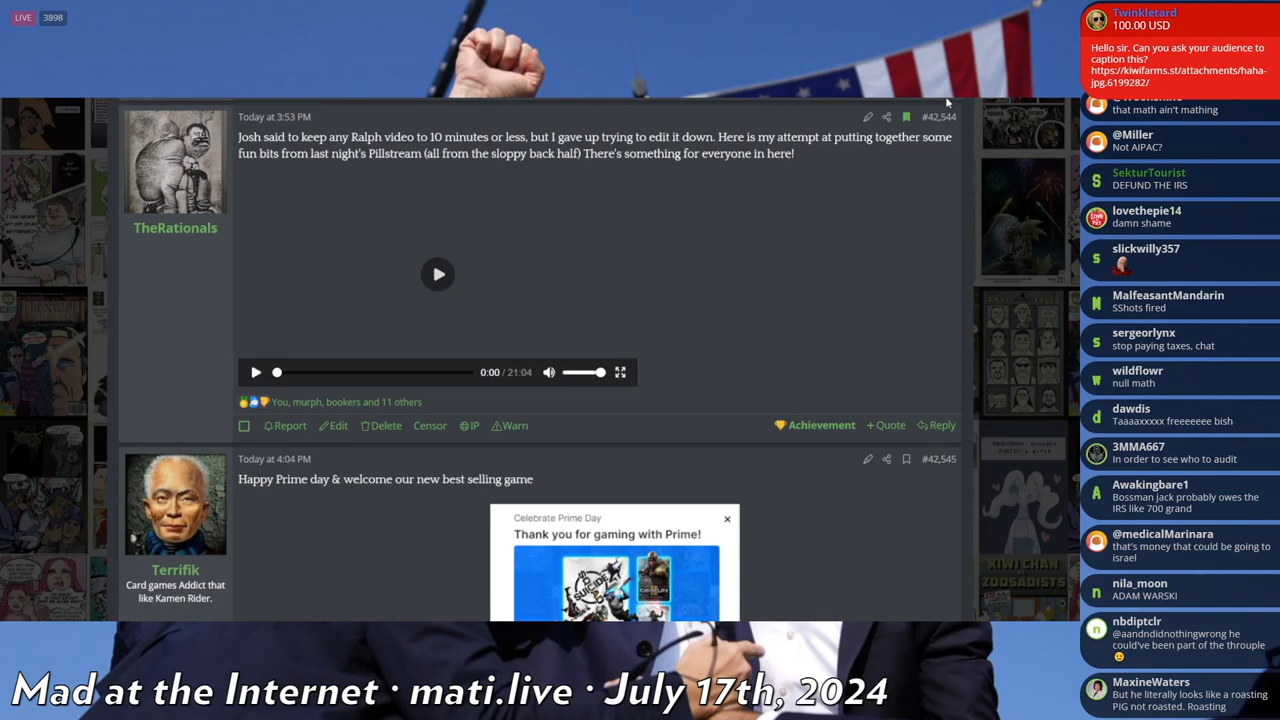 LIVE 3898
Today at 3:53 PM
#42,544
Josh said to keep any Ralph video to 10 minutes or less, but I gave up trying to edit it down. Here is my attempt at putting together some
fun bits from last night's Pillstream (all from the sloppy back half) There's something for everyone in here!
TheRationals
0:00 / 21:04
You, murph, bookers and 11 others
Report Edit Delete Censor IP Warn
Achievement +Quote Reply
Today at 4:04 PM
#42,545
Happy Prime day & welcome our new best selling game
Terrifik
Card games Addict that
like Kamen Rider.
Celebrate Prime Day
Thank you for gaming with Prime!
KIWI CHAN
ZOOSADISTS
Mad at the Internet · mati.live · July 17th, 2024
Twinkletard
100.00 USD
Hello sir. Can you ask your audience to
caption this?
https://kiwifarms.st/attachments/haha-
jpg.6199282/
that math ain't mathing
@Miller
Not AIPAC?
SekturTourist
DEFUND THE IRS
lovethepie14
damn shame
slickwilly357
MalfeasantMandarin
SShots fired
sergeorlynx
stop paying taxes, chat
wildflowr
null math
dawdis
Taaaaxxxxx freeeeeee bish
3MMA667
In order to see who to audit
Awakingbare1
Bossman jack probably owes the
IRS like 700 grand
@medicalMarinara
that's money that could be going to
israel
nila_moon
ADAM WARSKI
nbdiptclr
@aandndidnothingwrong he
could've been part of the throuple
MaxineWaters
But he literally looks like a roasting
PIG not roasted. Roasting